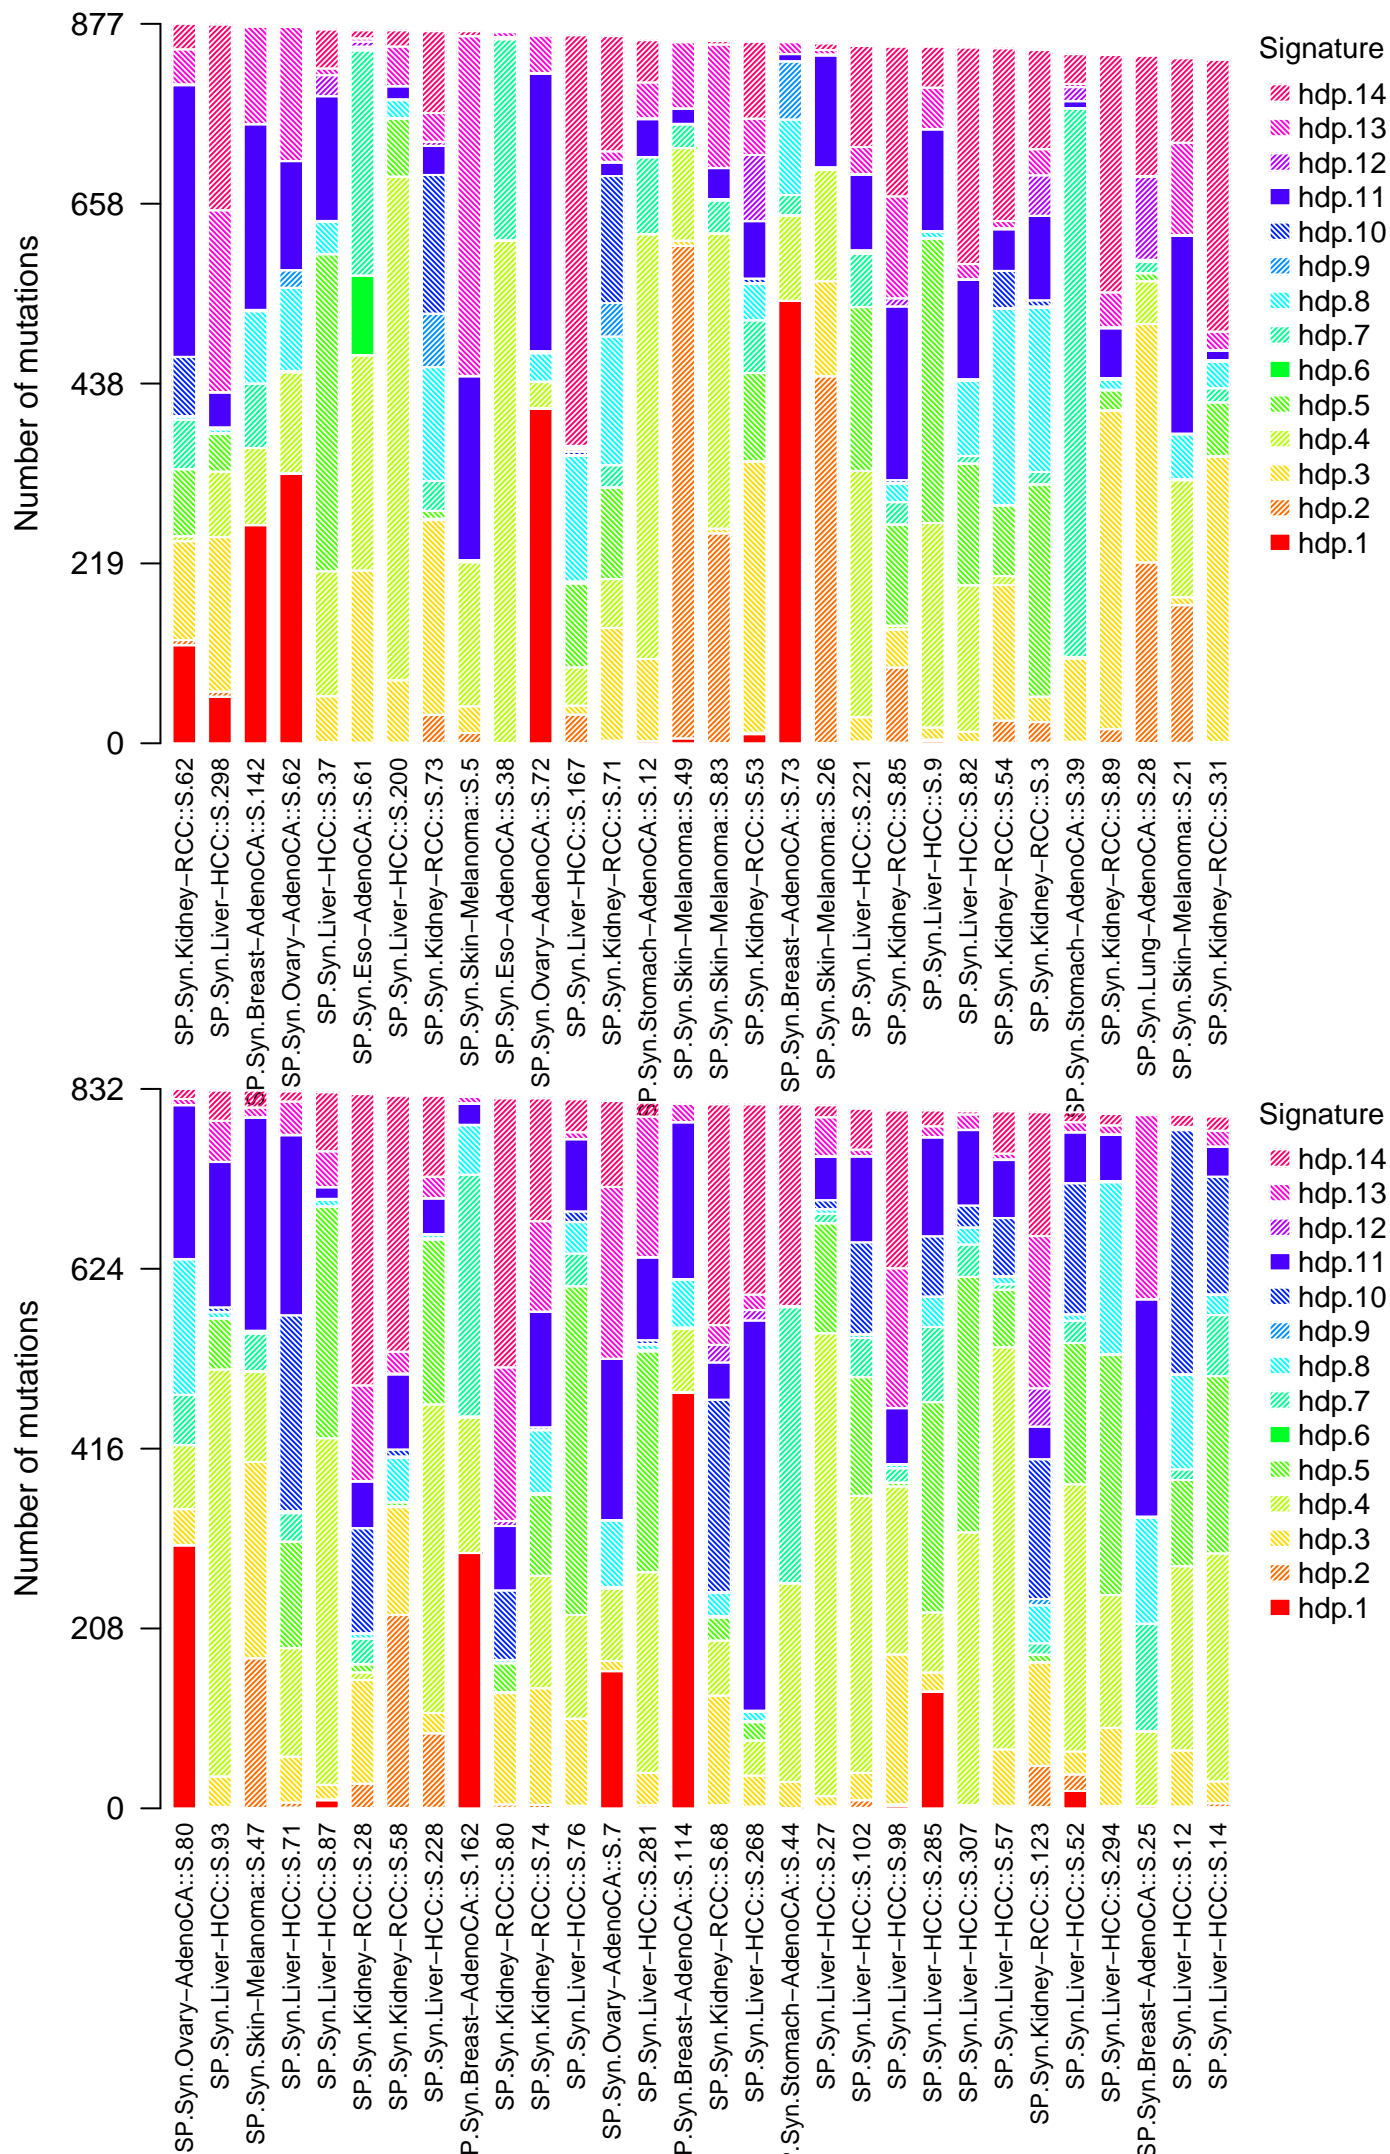 877
658
438
219
0
Number of mutations
Signature
hdp.14
hdp.13
hdp.12
hdp.11
hdp.10
hdp.9
hdp.8
hdp.7
hdp.6
hdp.5
hdp.4
hdp.3
hdp.2
hdp.1
SP.Syn.Kidney−RCC::S.62
SP.Syn.Liver−HCC::S.298
SP.Syn.Breast−AdenoCA::S.142
SP.Syn.Ovary−AdenoCA::S.62
SP.Syn.Liver−HCC::S.37
SP.Syn.Eso−AdenoCA::S.61
SP.Syn.Liver−HCC::S.200
SP.Syn.Kidney−RCC::S.73
SP.Syn.Skin−Melanoma::S.5
SP.Syn.Eso−AdenoCA::S.38
SP.Syn.Ovary−AdenoCA::S.72
SP.Syn.Liver−HCC::S.167
SP.Syn.Kidney−RCC::S.71
SP.Syn.Stomach−AdenoCA::S.12
SP.Syn.Skin−Melanoma::S.49
SP.Syn.Skin−Melanoma::S.83
SP.Syn.Kidney−RCC::S.53
SP.Syn.Breast−AdenoCA::S.73
SP.Syn.Skin−Melanoma::S.26
SP.Syn.Liver−HCC::S.221
SP.Syn.Kidney−RCC::S.85
SP.Syn.Liver−HCC::S.9
SP.Syn.Liver−HCC::S.82
SP.Syn.Kidney−RCC::S.54
SP.Syn.Kidney−RCC::S.3
SP.Syn.Stomach−AdenoCA::S.39
SP.Syn.Kidney−RCC::S.89
SP.Syn.Lung−AdenoCA::S.28
SP.Syn.Skin−Melanoma::S.21
SP.Syn.Kidney−RCC::S.31
832
624
416
208
0
Number of mutations
Signature
hdp.14
hdp.13
hdp.12
hdp.11
hdp.10
hdp.9
hdp.8
hdp.7
hdp.6
hdp.5
hdp.4
hdp.3
hdp.2
hdp.1
SP.Syn.Ovary−AdenoCA::S.80
SP.Syn.Liver−HCC::S.93
SP.Syn.Skin−Melanoma::S.47
SP.Syn.Liver−HCC::S.71
SP.Syn.Liver−HCC::S.87
SP.Syn.Kidney−RCC::S.28
SP.Syn.Kidney−RCC::S.58
SP.Syn.Liver−HCC::S.228
P.Syn.Breast−AdenoCA::S.162
SP.Syn.Kidney−RCC::S.80
SP.Syn.Kidney−RCC::S.74
SP.Syn.Liver−HCC::S.76
SP.Syn.Ovary−AdenoCA::S.7
SP.Syn.Liver−HCC::S.281
P.Syn.Breast−AdenoCA::S.114
SP.Syn.Kidney−RCC::S.68
SP.Syn.Liver−HCC::S.268
.Syn.Stomach−AdenoCA::S.44
SP.Syn.Liver−HCC::S.27
SP.Syn.Liver−HCC::S.102
SP.Syn.Liver−HCC::S.98
SP.Syn.Liver−HCC::S.285
SP.Syn.Liver−HCC::S.307
SP.Syn.Liver−HCC::S.57
SP.Syn.Kidney−RCC::S.123
SP.Syn.Liver−HCC::S.52
SP.Syn.Liver−HCC::S.294
SP.Syn.Breast−AdenoCA::S.25
SP.Syn.Liver−HCC::S.12
SP.Syn.Liver−HCC::S.14